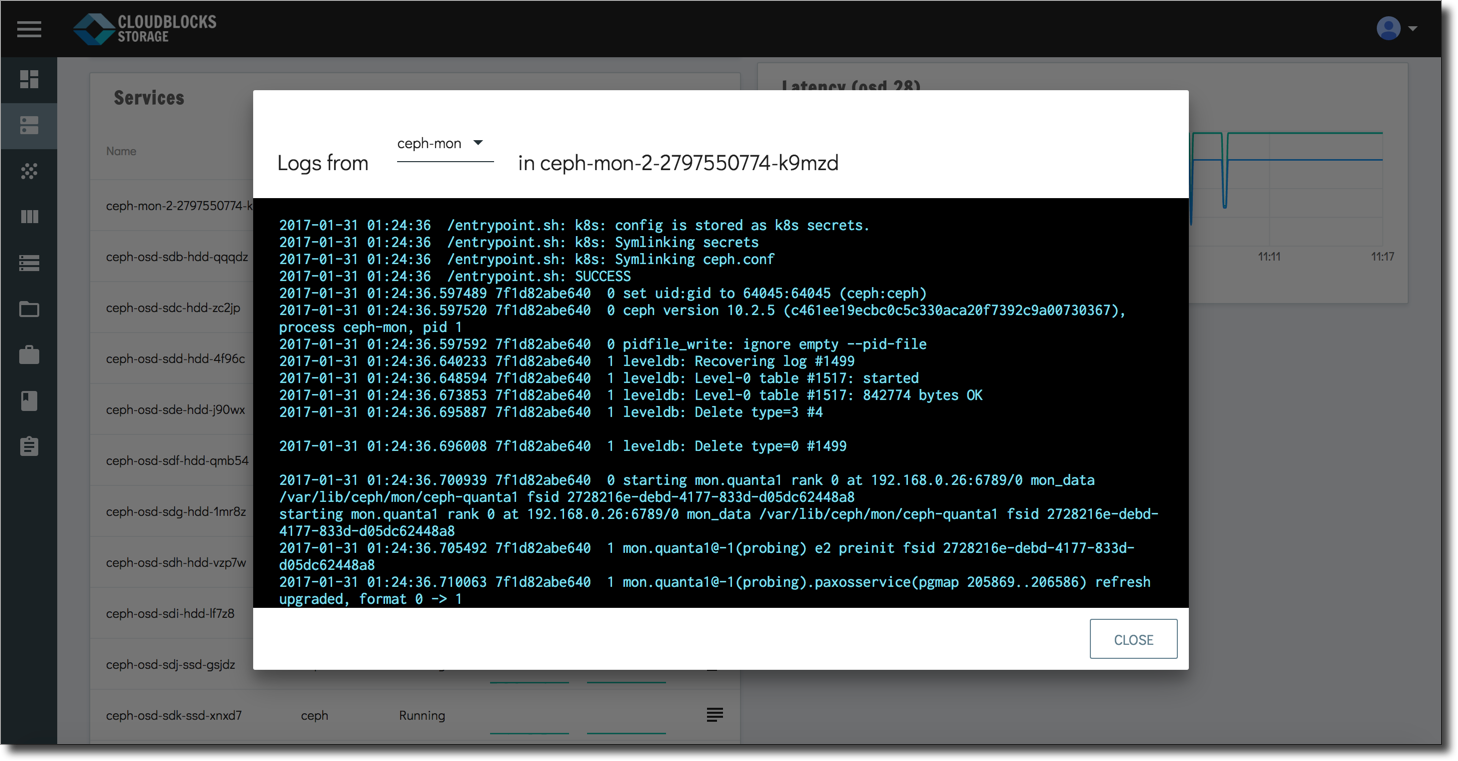 CLOUDBLOCKS
STORAGE
Services
Name
ceph-mon-2-2797550774-k
ceph-osd-sdb-hdd-qqqdz
ceph-osd-sdc-hdd-zc2jp
ceph-osd-sdd-hdd-4f96c
ceph-osd-sde-hdd-j90wx
ceph-osd-sdf-hdd-qmb54
ceph-osd-sdg-hdd-1mr8z
ceph-osd-sdh-hdd-vzp7w
ceph-osd-sdi-hdd-lf7z8
ceph-osd-sdj-ssd-gsjdz
ceph-osd-sdk-ssd-xnxd7 ceph Running
Latency (osd 28)
11:11 11:17
Logs from ceph-mon in ceph-mon-2-2797550774-k9mzd
2017-01-31 01:24:36  /entrypoint.sh: k8s: config is stored as k8s secrets.
2017-01-31 01:24:36  /entrypoint.sh: k8s: Symlinking secrets
2017-01-31 01:24:36  /entrypoint.sh: k8s: Symlinking ceph.conf
2017-01-31 01:24:36  /entrypoint.sh: SUCCESS
2017-01-31 01:24:36.597489 7f1d82abe640  0 set uid:gid to 64045:64045 (ceph:ceph)
2017-01-31 01:24:36.597520 7f1d82abe640  0 ceph version 10.2.5 (c461ee19ecbc0c5c330aca20f7392c9a00730367),
process ceph-mon, pid 1
2017-01-31 01:24:36.597592 7f1d82abe640  0 pidfile_write: ignore empty --pid-file
2017-01-31 01:24:36.640233 7f1d82abe640  1 leveldb: Recovering log #1499
2017-01-31 01:24:36.648594 7f1d82abe640  1 leveldb: Level-0 table #1517: started
2017-01-31 01:24:36.673853 7f1d82abe640  1 leveldb: Level-0 table #1517: 842774 bytes OK
2017-01-31 01:24:36.695887 7f1d82abe640  1 leveldb: Delete type=3 #4
2017-01-31 01:24:36.696008 7f1d82abe640  1 leveldb: Delete type=0 #1499
2017-01-31 01:24:36.700939 7f1d82abe640  0 starting mon.quanta1 rank 0 at 192.168.0.26:6789/0 mon_data
/var/lib/ceph/mon/ceph-quanta1 fsid 2728216e-debd-4177-833d-d05dc62448a8
starting mon.quanta1 rank 0 at 192.168.0.26:6789/0 mon_data /var/lib/ceph/mon/ceph-quanta1 fsid 2728216e-debd-
4177-833d-d05dc62448a8
2017-01-31 01:24:36.705492 7f1d82abe640  1 mon.quanta1@-1(probing) e2 preinit fsid 2728216e-debd-4177-833d-
d05dc62448a8
2017-01-31 01:24:36.710063 7f1d82abe640  1 mon.quanta1@-1(probing).paxosservice(pgmap 205869..206586) refresh
upgraded, format 0 -> 1
CLOSE